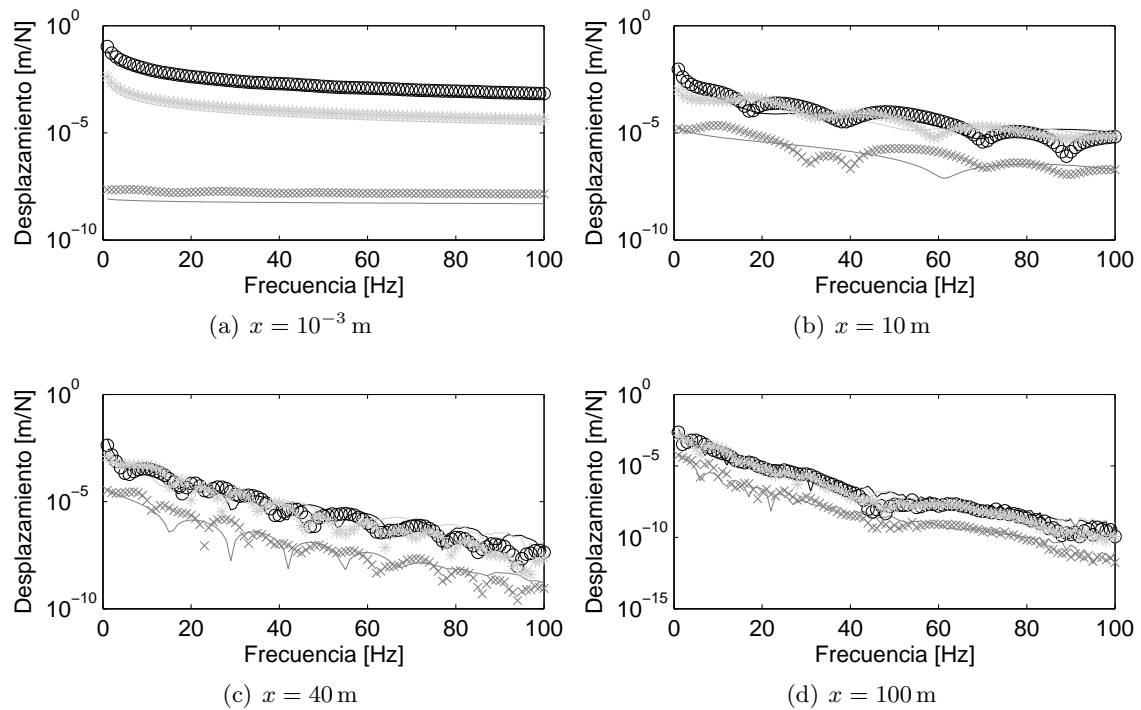 Desplazamiento [m/N]
10^0
10^-5
10^-10
0 20 40 60 80 100
Frecuencia [Hz]
(a) x = 10^-3 m
Desplazamiento [m/N]
10^0
10^-5
10^-10
0 20 40 60 80 100
Frecuencia [Hz]
(b) x = 10 m
Desplazamiento [m/N]
10^0
10^-5
10^-10
0 20 40 60 80 100
Frecuencia [Hz]
(c) x = 40 m
Desplazamiento [m/N]
10^0
10^-5
10^-10
10^-15
0 20 40 60 80 100
Frecuencia [Hz]
(d) x = 100 m